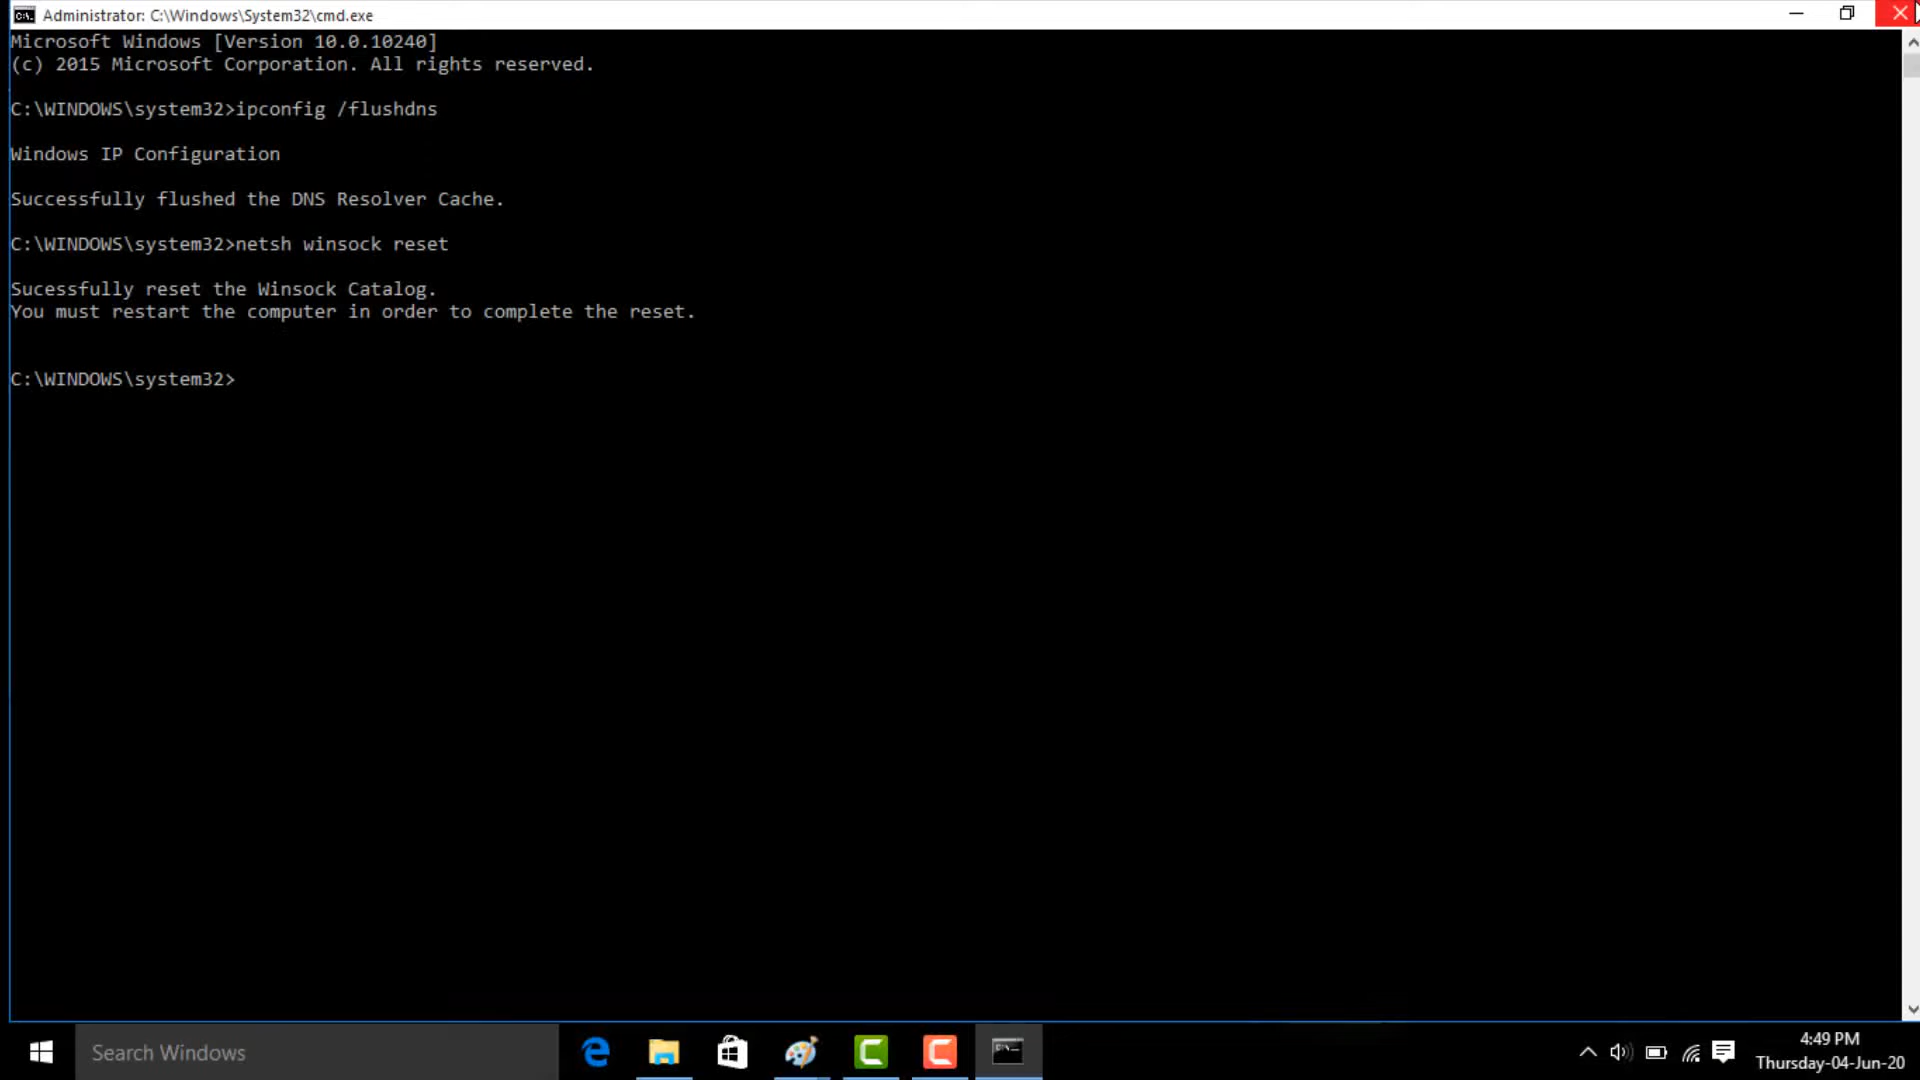 Administrator: C:\Windows\System32\cmd.exe
Microsoft Windows [Version 10.0.10240]
(c) 2015 Microsoft Corporation. All rights reserved.
C:\WINDOWS\system32>ipconfig /flushdns
Windows IP Configuration
Successfully flushed the DNS Resolver Cache.
C:\WINDOWS\system32>netsh winsock reset
Sucessfully reset the Winsock Catalog.
You must restart the computer in order to complete the reset.
C:\WINDOWS\system32>
Search Windows
4:49 PM
Thursday-04-Jun-20